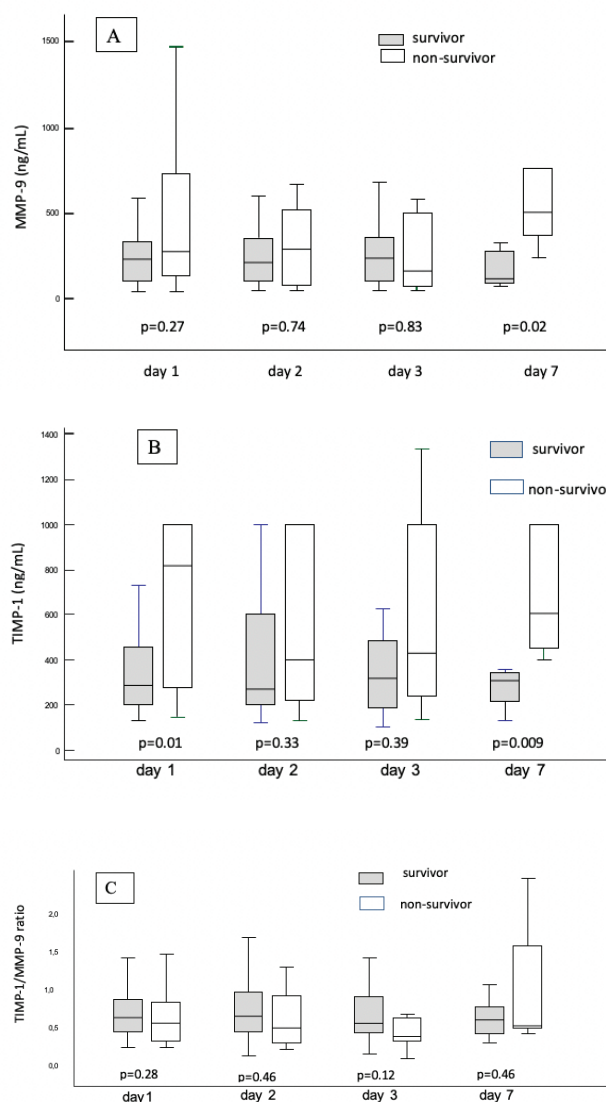 A
survivor
non-survivor
1500
1000
500
0
MMP-9 (ng/mL)
p=0.27 p=0.74 p=0.83 p=0.02
day 1 day 2 day 3 day 7
B
survivor
non-survivo
1400
1200
1000
800
600
400
200
0
TIMP-1 (ng/mL)
p=0.01 p=0.33 p=0.39 p=0.009
day 1 day 2 day 3 day 7
C
survivor
non-survivor
2,0
1,5
1,0
0,5
0,0
TIMP-1/MMP-9 ratio
p=0.28 p=0.46 p=0.12 p=0.46
day1 day 2 day 3 day 7